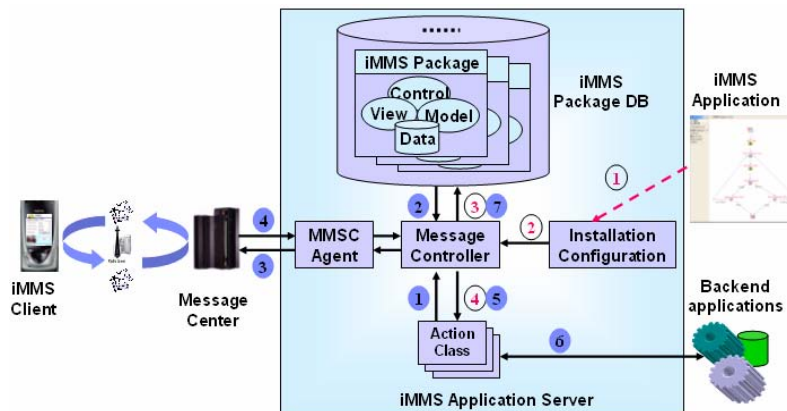 ......
iMMS Package
Control
View
Model
Data
iMMS
Package DB
iMMS
Application
1
2
3
7
4
MMSC
Agent
Message
Controller
2
Installation
Configuration
3
iMMS
Client
Message
Center
1
4
5
Backend
applications
Action
Class
6
iMMS Application Server